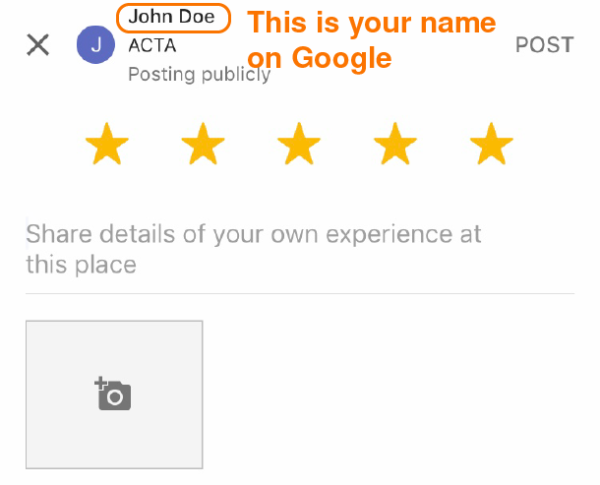 John Doe
This is your name
on Google
J
ACTA
POST
Posting publicly
Share details of your own experience at
this place